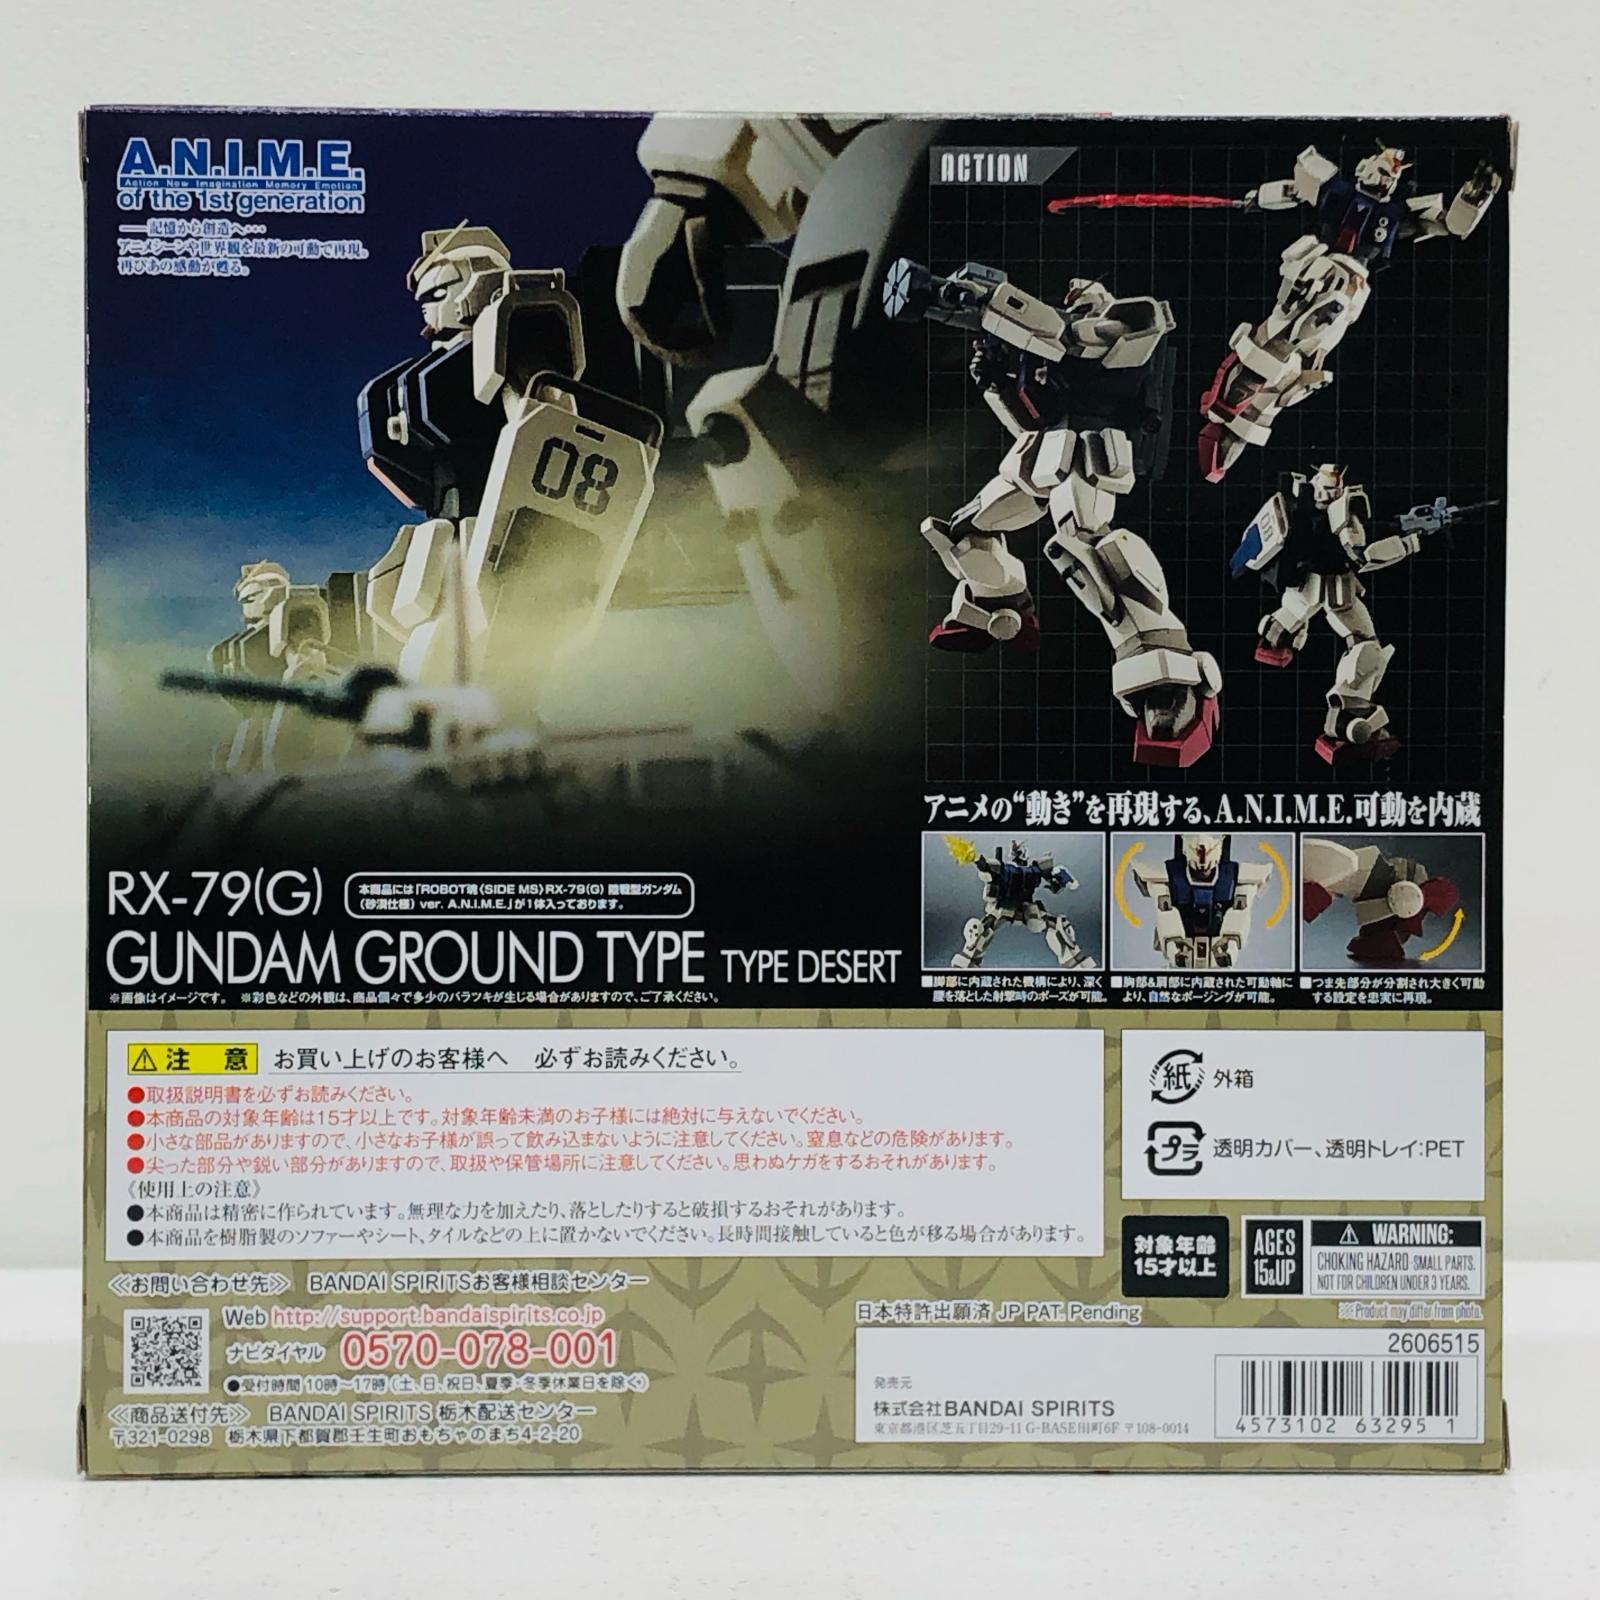 A.N.I.M.E.
Action New Imagination Memory Emotion
of the 1st generation
――記憶から創造へ…
アニメシーンや世界観を最新の可動で再現。
再びあの感動が甦る。
08
ACTION
08
アニメの“動き”を再現する、A.N.I.M.E.可動を内蔵
■脚部に内蔵された機構により、深く
腰を落とした射撃時のポーズが可能。
■胸部&肩部に内蔵された可動軸に
より、自然なポージングが可能。
■つま先部分が分割され大きく可動
する設定を忠実に再現。
RX-79(G)
本商品には「ROBOT魂〈SIDE MS〉RX-79(G) 陸戦型ガンダム
(砂漠仕様) ver. A.N.I.M.E.」が1体入っております。
GUNDAM GROUND TYPE TYPE DESERT
※画像はイメージです。 ※彩色などの外観は、商品個々で多少のバラツキが生じる場合がありますので、ご了承ください。
⚠注 意 お買い上げのお客様へ 必ずお読みください。
●取扱説明書を必ずお読みください。
●本商品の対象年齢は15才以上です。対象年齢未満のお子様には絶対に与えないでください。
●小さな部品がありますので、小さなお子様が誤って飲み込まないように注意してください。窒息などの危険があります。
●尖った部分や鋭い部分がありますので、取扱や保管場所に注意してください。思わぬケガをするおそれがあります。
《使用上の注意》
●本商品は精密に作られています。無理な力を加えたり、落としたりすると破損するおそれがあります。
●本商品を樹脂製のソファーやシート、タイルなどの上に置かないでください。長時間接触していると色が移る場合があります。
紙 外箱
プラ 透明カバー、透明トレイ:PET
対象年齢
15才以上
AGES
15&UP
⚠ WARNING:
CHOKING HAZARD-SMALL PARTS.
NOT FOR CHILDREN UNDER 3 YEARS.
※Product may differ from photo.
≪お問い合わせ先≫ BANDAI SPIRITSお客様相談センター
Web http://support.bandaispirits.co.jp
ナビダイヤル 0570-078-001
●受付時間 10時~17時(土、日、祝日、夏季・冬季休業日を除く)
≪商品送付先≫ BANDAI SPIRITS 栃木配送センター
〒321-0298 栃木県下都賀郡壬生町おもちゃのまち4-2-20
日本特許出願済 JP PAT. Pending
2606515
発売元
株式会社BANDAI SPIRITS
東京都港区芝五丁目29-11 G-BASE田町6F 〒108-0014
4573102 63295 1